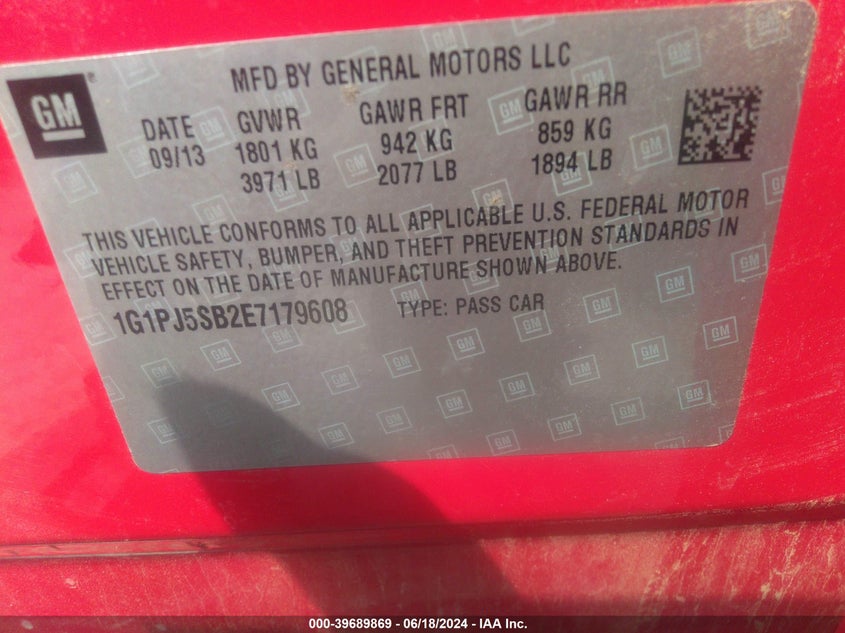 GM
MFD BY GENERAL MOTORS LLC
DATE GVWR GAWR FRT GAWR RR
09/13 1801 KG 942 KG 859 KG
3971 LB 2077 LB 1894 LB
THIS VEHICLE CONFORMS TO ALL APPLICABLE U.S. FEDERAL MOTOR
VEHICLE SAFETY, BUMPER, AND THEFT PREVENTION STANDARDS IN
EFFECT ON THE DATE OF MANUFACTURE SHOWN ABOVE.
1G1PJ5SB2E7179608 TYPE: PASS CAR
000-39689869 - 06/18/2024 - IAA Inc.